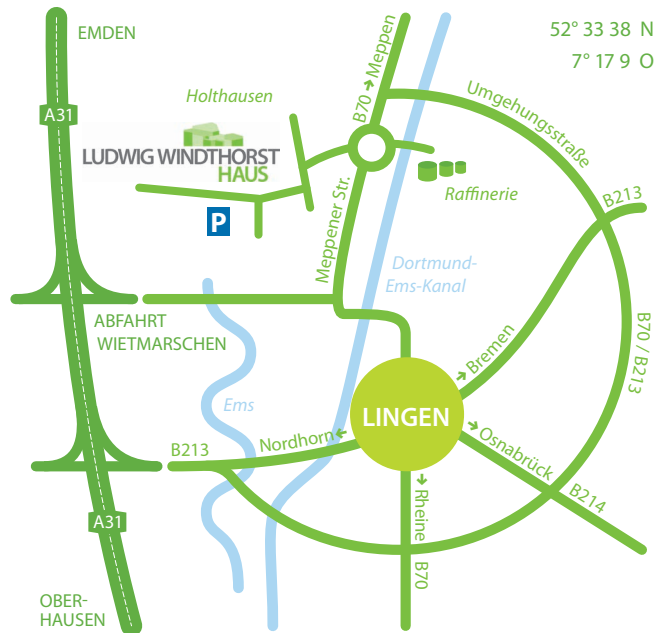 EMDEN
52° 33 38 N
7° 17 9 O
A31
Holthausen
B70 → Meppen
Umgehungsstraße
LUDWIG WINDTHORST
HAUS
Raffinerie
B213
P
Meppener Str.
Dortmund-
Ems-Kanal
ABFAHRT
WIETMARSCHEN
B70 / B213
→ Bremen
Ems
LINGEN
B213
Nordhorn ←
→ Osnabrück
B214
→ Rheine
B70
A31
OBER-
HAUSEN